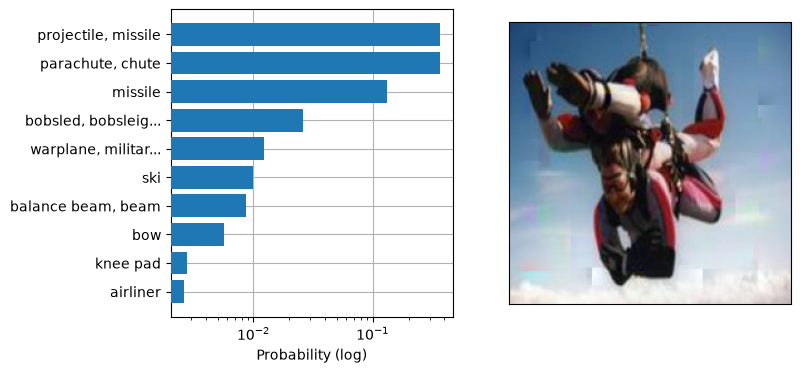 projectile, missile
parachute, chute
missile
bobsled, bobsleig...
warplane, militar...
ski
balance beam, beam
bow
knee pad
airliner
10⁻² 10⁻¹
Probability (log)